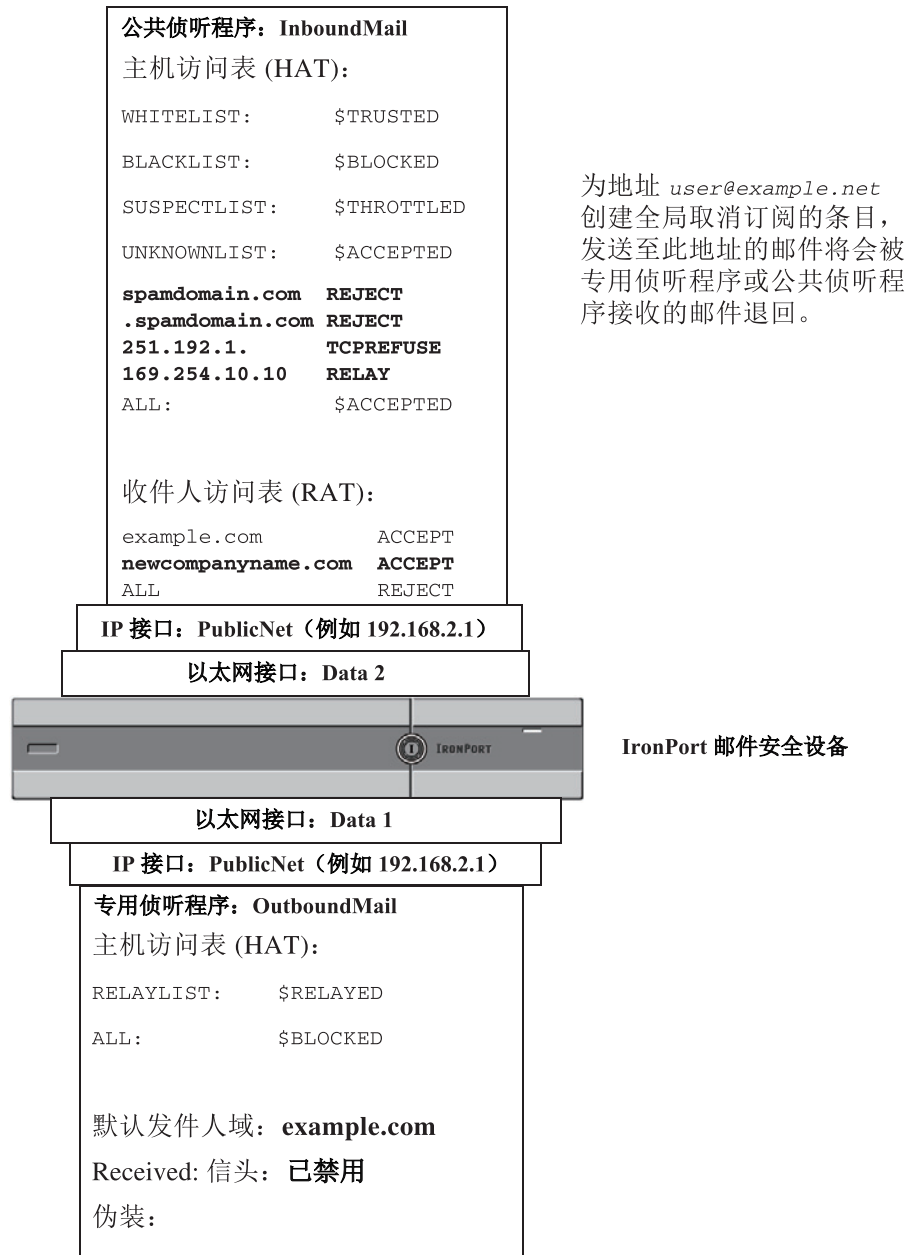 公共侦听程序：InboundMail
主机访问表 (HAT)：
WHITELIST: $TRUSTED
BLACKLIST: $BLOCKED
SUSPECTLIST: $THROTTLED
UNKNOWNLIST: $ACCEPTED
spamdomain.com REJECT
.spamdomain.com REJECT
251.192.1. TCPREFUSE
169.254.10.10 RELAY
ALL: $ACCEPTED
收件人访问表 (RAT)：
example.com ACCEPT
newcompanyname.com ACCEPT
ALL REJECT
为地址 user@example.net
创建全局取消订阅的条目，
发送至此地址的邮件将会被
专用侦听程序或公共侦听程
序接收的邮件退回。
IP 接口：PublicNet（例如 192.168.2.1）
以太网接口：Data 2
IRONPORT
IronPort 邮件安全设备
以太网接口：Data 1
IP 接口：PublicNet（例如 192.168.2.1）
专用侦听程序：OutboundMail
主机访问表 (HAT)：
RELAYLIST: $RELAYED
ALL: $BLOCKED
默认发件人域：example.com
Received: 信头：已禁用
伪装：